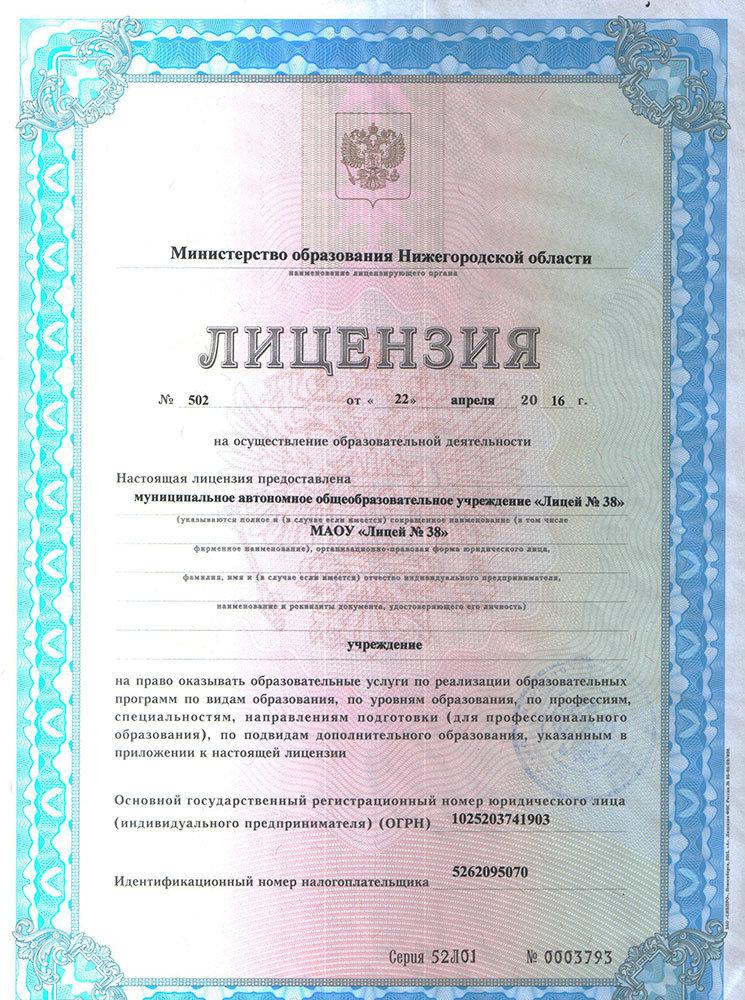 Министерство образования Нижегородской области
наименование лицензирующего органа
ЛИЦЕНЗИЯ
№ 502 от « 22» апреля 20 16 г.
на осуществление образовательной деятельности
Настоящая лицензия предоставлена
муниципальное автономное общеобразовательное учреждение «Лицей № 38»
(указываются полное и (в случае если имеется) сокращенное наименование (в том числе
МАОУ «Лицей № 38»
фирменное наименование), организационно-правовая форма юридического лица,
фамилия, имя и (в случае если имеется) отчество индивидуального предпринимателя,
наименование и реквизиты документа, удостоверяющего его личность)
учреждение
на право оказывать образовательные услуги по реализации образовательных
программ по видам образования, по уровням образования, по профессиям,
специальностям, направлениям подготовки (для профессионального
образования), по подвидам дополнительного образования, указанным в
приложении к настоящей лицензии
Основной государственный регистрационный номер юридического лица
(индивидуального предпринимателя) (ОГРН) 1025203741903
Идентификационный номер налогоплательщика 5262095070
Серия 52Л01 № 0003793